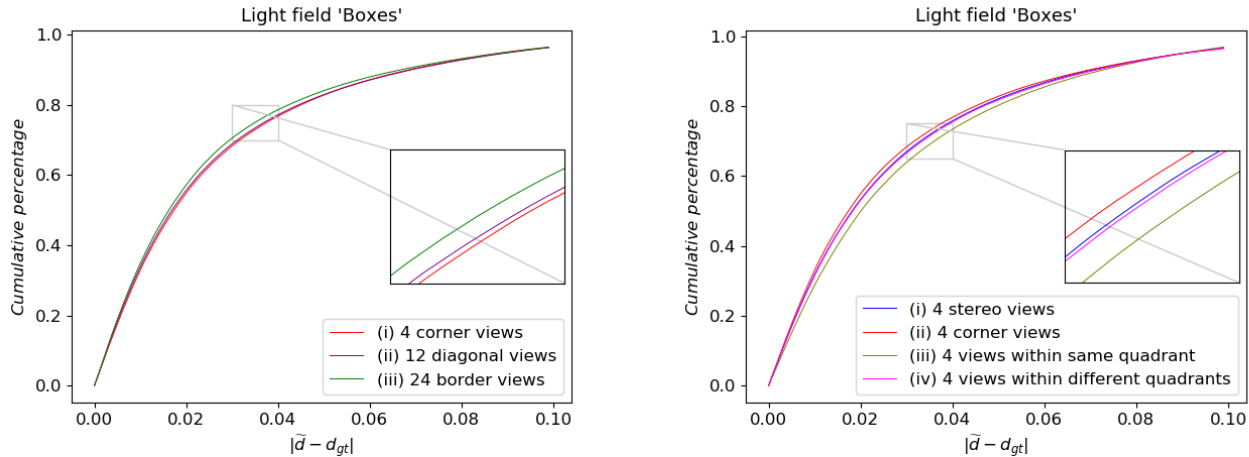 Light field 'Boxes'
Cumulative percentage
1.0
0.8
0.6
0.4
0.2
0.0
(i) 4 corner views
(ii) 12 diagonal views
(iii) 24 border views
0.00 0.02 0.04 0.06 0.08 0.10
|d̃ − d_gt|
Light field 'Boxes'
Cumulative percentage
1.0
0.8
0.6
0.4
0.2
0.0
(i) 4 stereo views
(ii) 4 corner views
(iii) 4 views within same quadrant
(iv) 4 views within different quadrants
0.00 0.02 0.04 0.06 0.08 0.10
|d̃ − d_gt|